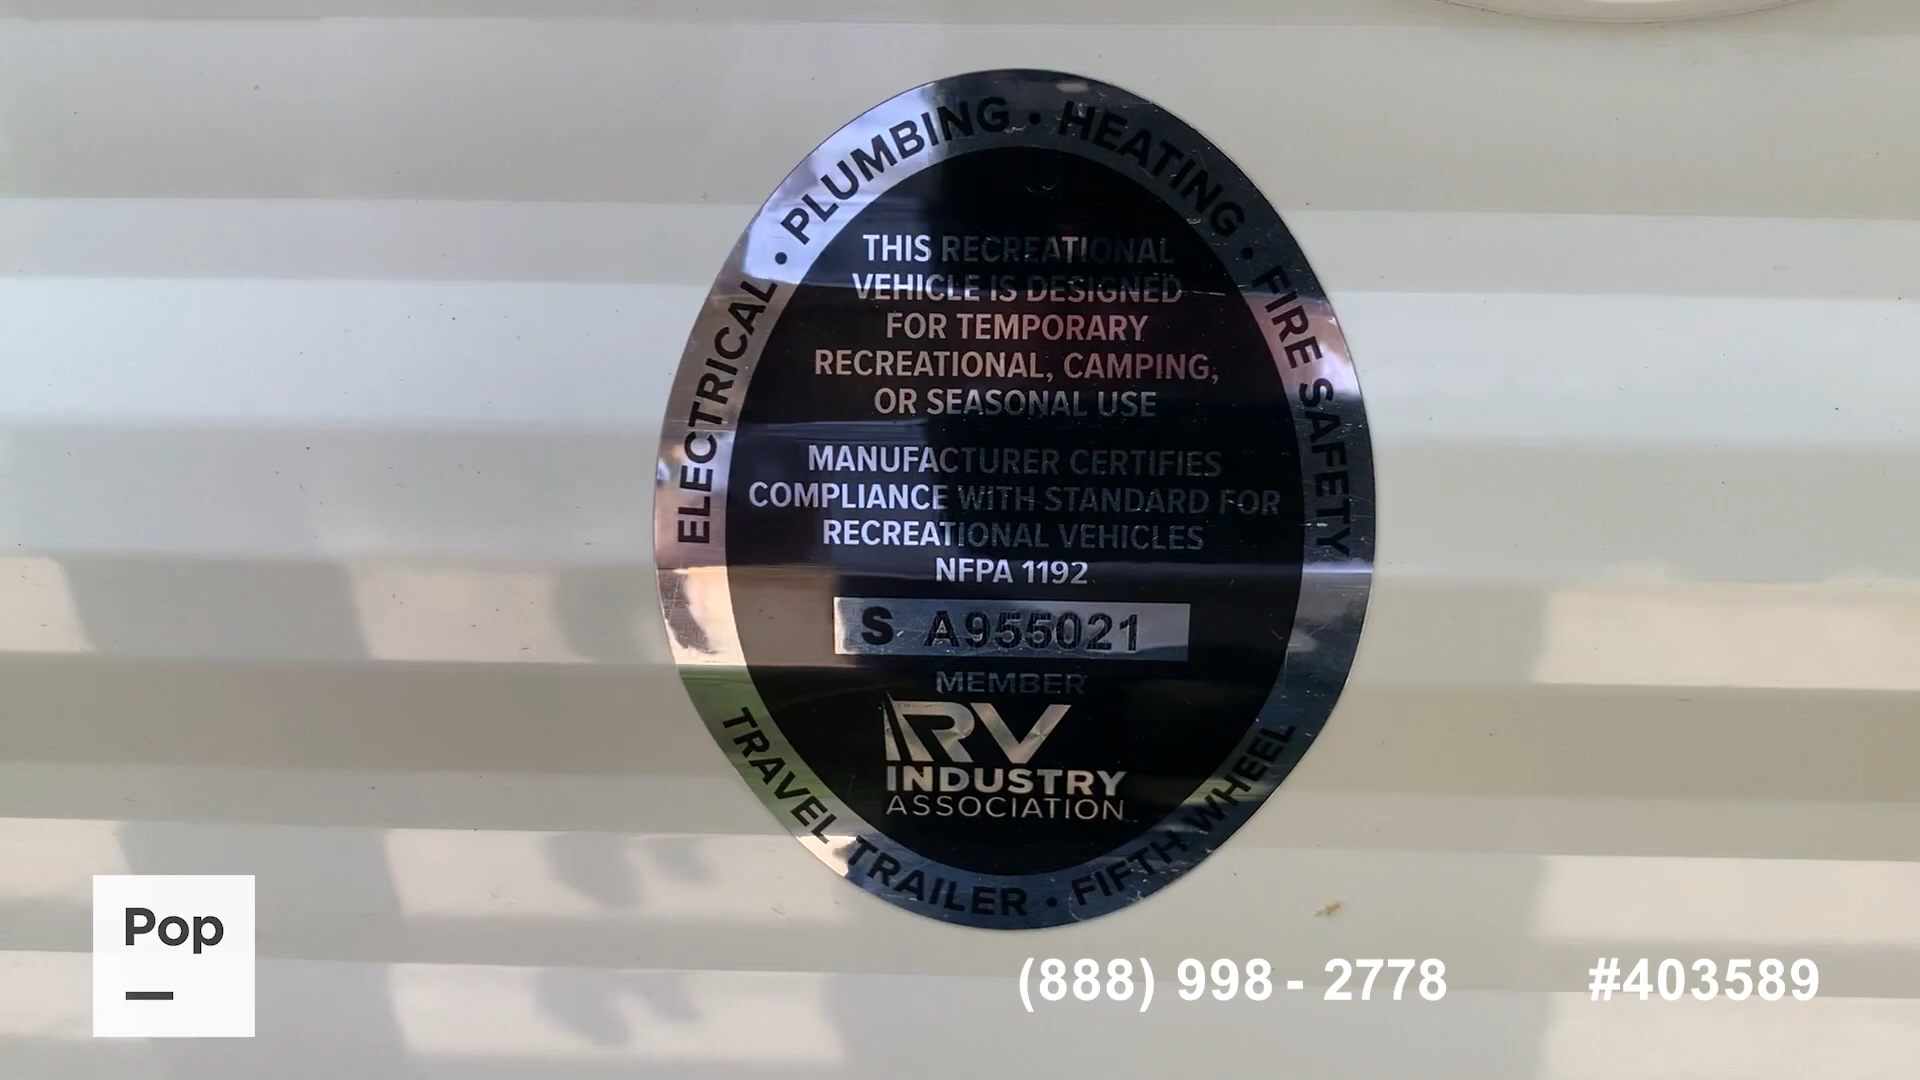 ELECTRICAL • PLUMBING • HEATING • FIRE SAFETY
THIS RECREATIONAL
VEHICLE IS DESIGNED
FOR TEMPORARY
RECREATIONAL, CAMPING,
OR SEASONAL USE
MANUFACTURER CERTIFIES
COMPLIANCE WITH STANDARD FOR
RECREATIONAL VEHICLES
NFPA 1192
S A955021
MEMBER
RV
INDUSTRY
ASSOCIATION
TRAVEL TRAILER • FIFTH WHEEL
Pop
(888) 998 - 2778
#403589